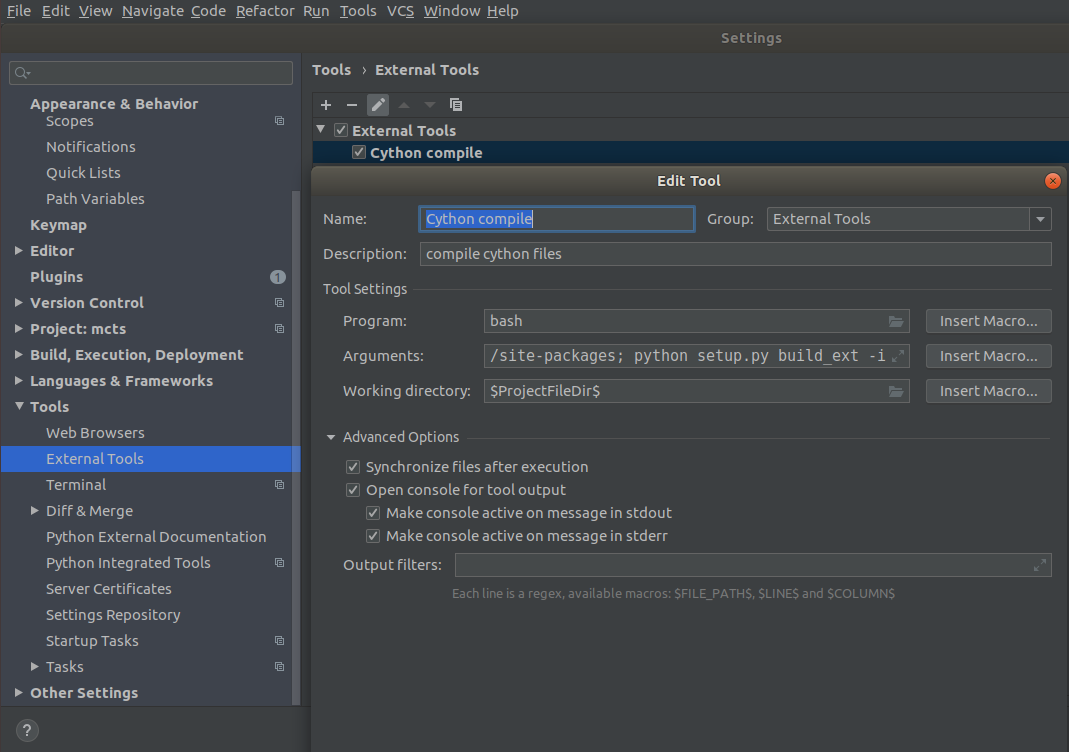 File Edit View Navigate Code Refactor Run Tools VCS Window Help
Settings
Appearance & Behavior
Scopes
Notifications
Quick Lists
Path Variables
Keymap
Editor
Plugins 1
Version Control
Project: mcts
Build, Execution, Deployment
Languages & Frameworks
Tools
Web Browsers
External Tools
Terminal
Diff & Merge
Python External Documentation
Python Integrated Tools
Server Certificates
Settings Repository
Startup Tasks
Tasks
Other Settings
?
Tools › External Tools
External Tools
Cython compile
Edit Tool
Name: Cython compile Group: External Tools
Description: compile cython files
Tool Settings
Program: bash Insert Macro...
Arguments: /site-packages; python setup.py build_ext -i Insert Macro...
Working directory: $ProjectFileDir$ Insert Macro...
Advanced Options
Synchronize files after execution
Open console for tool output
Make console active on message in stdout
Make console active on message in stderr
Output filters:
Each line is a regex, available macros: $FILE_PATH$, $LINE$ and $COLUMN$